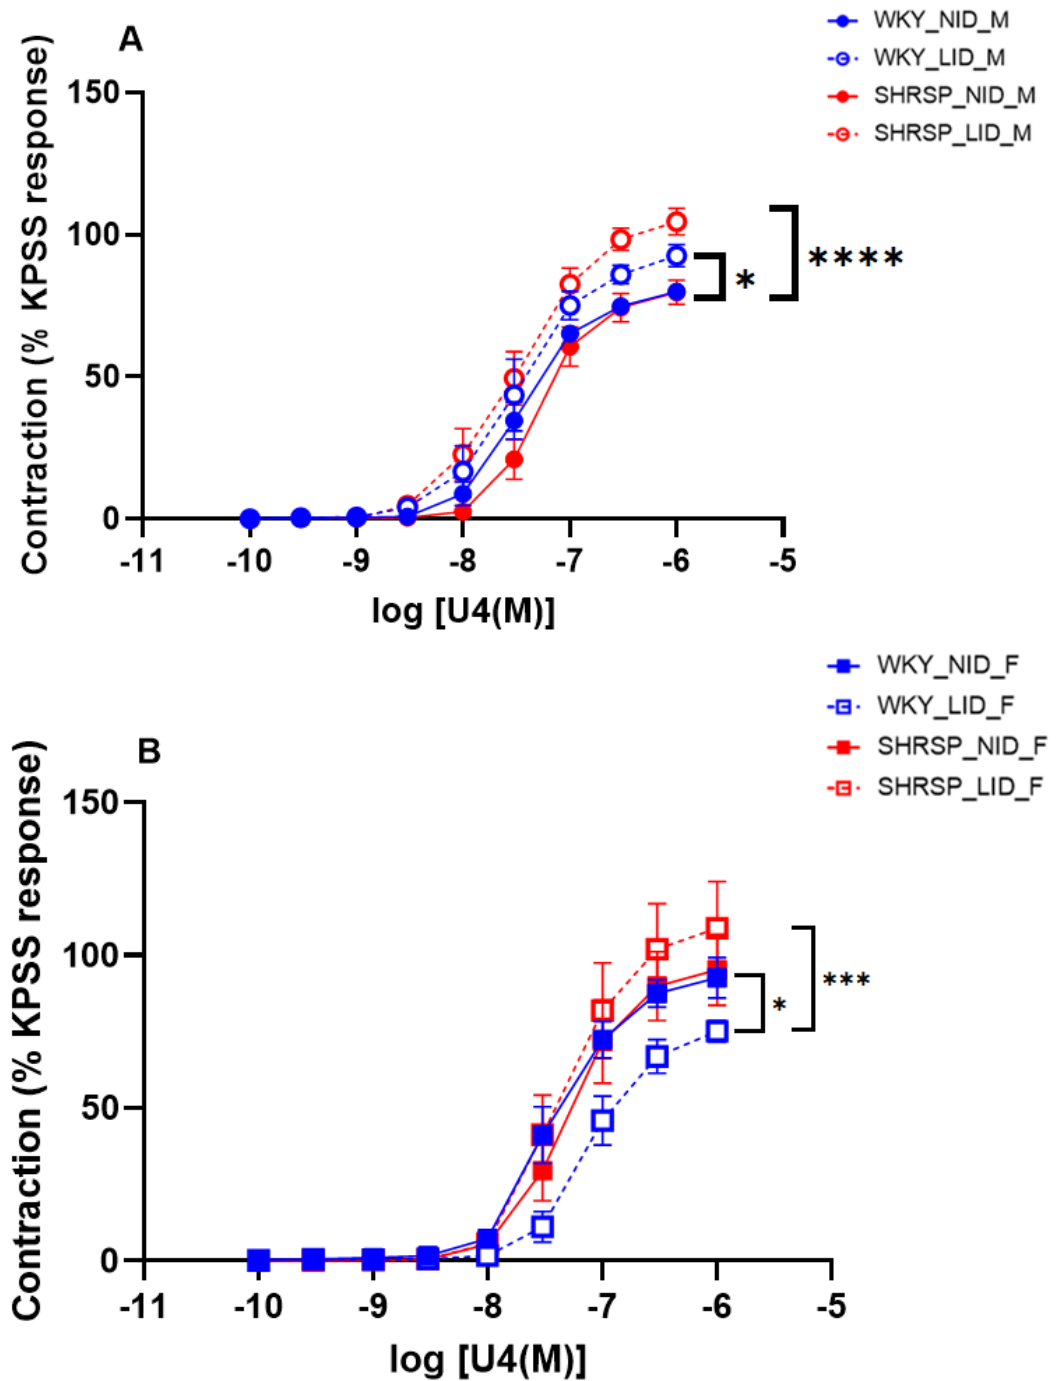 A
WKY_NID_M
WKY_LID_M
SHRSP_NID_M
SHRSP_LID_M
Contraction (% KPSS response)
150
100
50
0
****
*
-11 -10 -9 -8 -7 -6 -5
log [U4(M)]
B
WKY_NID_F
WKY_LID_F
SHRSP_NID_F
SHRSP_LID_F
Contraction (% KPSS response)
150
100
50
0
***
*
-11 -10 -9 -8 -7 -6 -5
log [U4(M)]